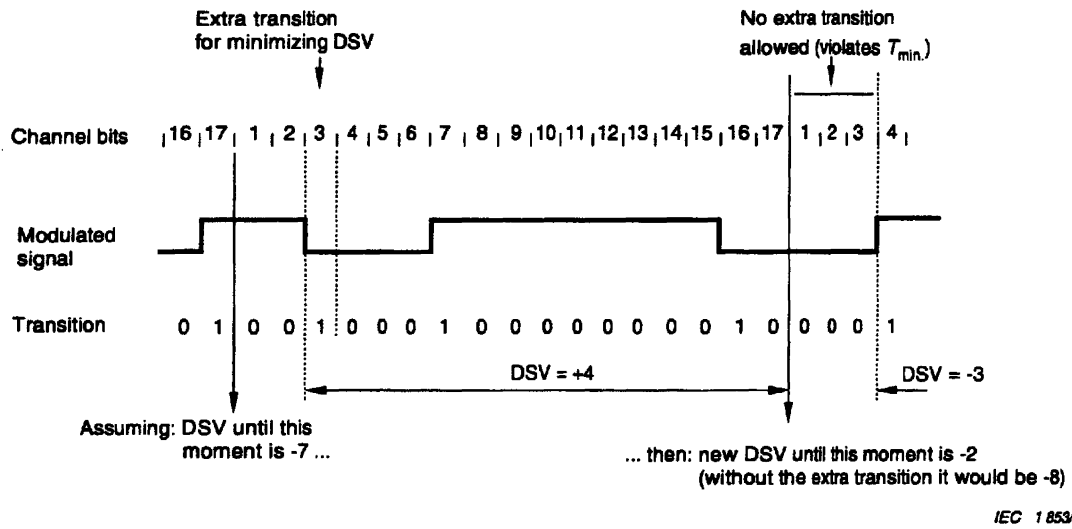 Extra transition
for minimizing DSV
No extra transition
allowed (violates Tmin.)
Channel bits 16 17 1 2 3 4 5 6 7 8 9 10 11 12 13 14 15 16 17 1 2 3 4
Modulated
signal
Transition 0 1 0 0 1 0 0 0 1 0 0 0 0 0 0 0 1 0 0 0 0 1
DSV = +4
DSV = -3
Assuming: DSV until this
moment is -7 ...
... then: new DSV until this moment is -2
(without the extra transition it would be -8)
IEC 1853/